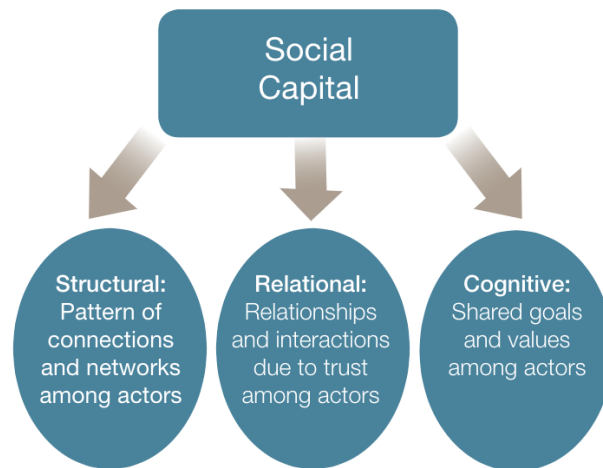 Social
Capital
Structural:
Pattern of
connections
and networks
among actors
Relational:
Relationships
and interactions
due to trust
among actors
Cognitive:
Shared goals
and values
among actors